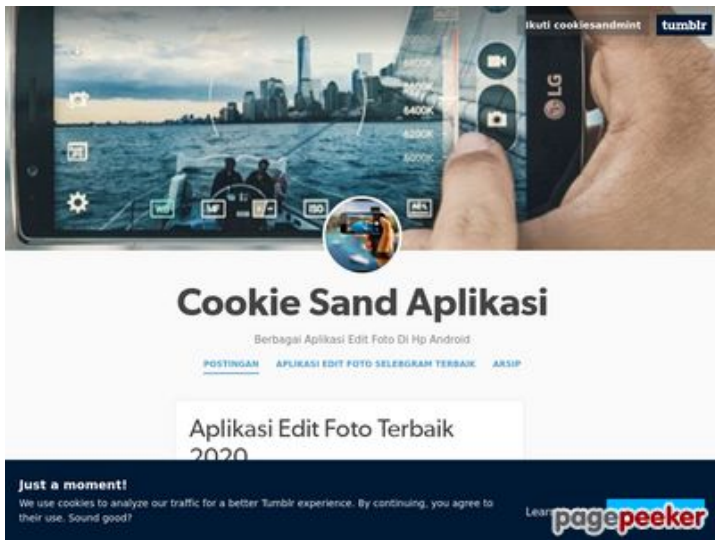 Ikuti cookiesandmint
tumblr
6400K
6200K
6000K
LG
MF
ISO
Cookie Sand Aplikasi
Berbagai Aplikasi Edit Foto Di Hp Android
POSTINGAN APLIKASI EDIT FOTO SELEBGRAM TERBAIK ARSIP
Aplikasi Edit Foto Terbaik
2020
Just a moment!
We use cookies to analyze our traffic for a better Tumblr experience. By continuing, you agree to
their use. Sound good?
pagepeeker